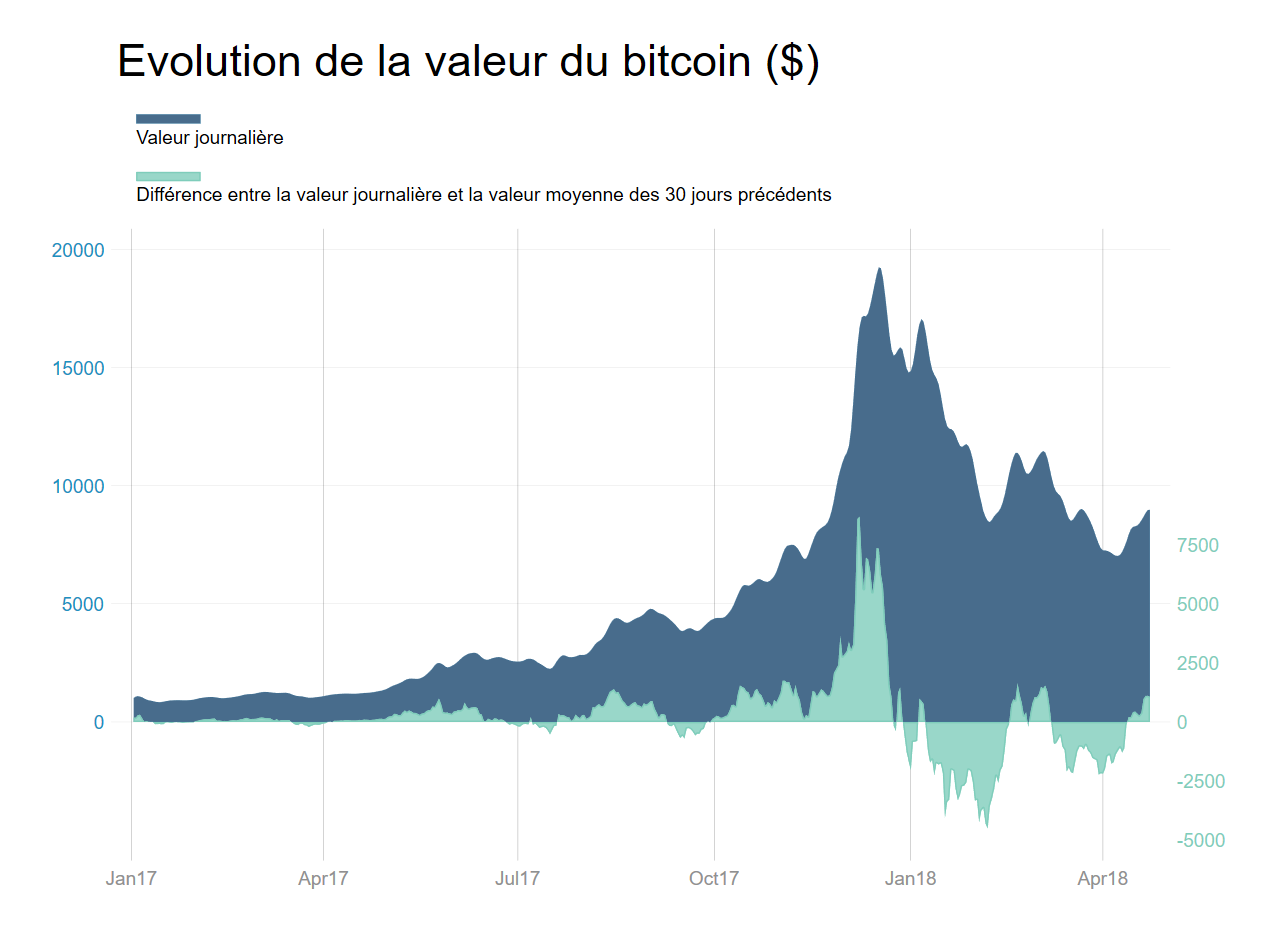 Evolution de la valeur du bitcoin ($)
Valeur journalière
Différence entre la valeur journalière et la valeur moyenne des 30 jours précédents
20000
15000
10000
5000
0
7500
5000
2500
0
-2500
-5000
Jan17 Apr17 Jul17 Oct17 Jan18 Apr18